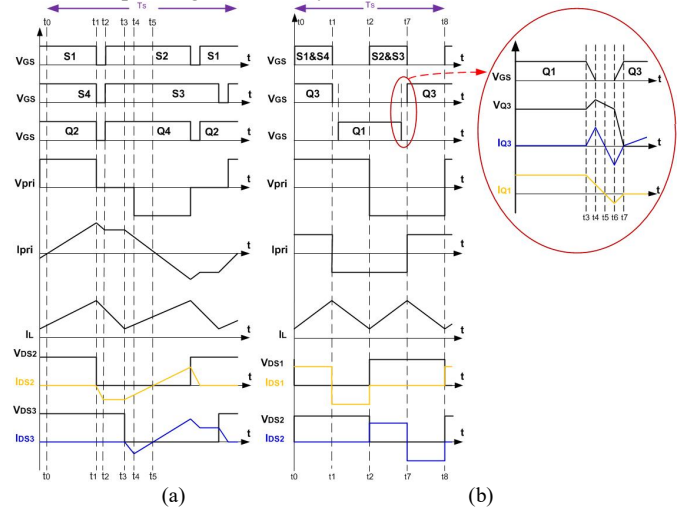 Ts
Ts
t0 t1 t2 t3 t4 t5
t0 t1 t2 t7 t8
VGS S1 S2 S1 t
VGS S1&S4 S2&S3 t
VGS Q1 Q3 t
VGS S4 S3 t
VGS Q3 Q3 t
VQ3
VGS Q2 Q4 Q2 t
VGS Q1 t
IQ3 t
Vpri t
Vpri t
IQ1 t
t3 t4 t5 t6 t7
Ipri t
Ipri t
IL t
IL t
VDS2
IDS2 t
VDS1
IDS1 t
VDS3
IDS3 t
VDS2
IDS2 t
t0 t1 t2 t3 t4 t5
t0 t1 t2 t7 t8
(a)
(b)